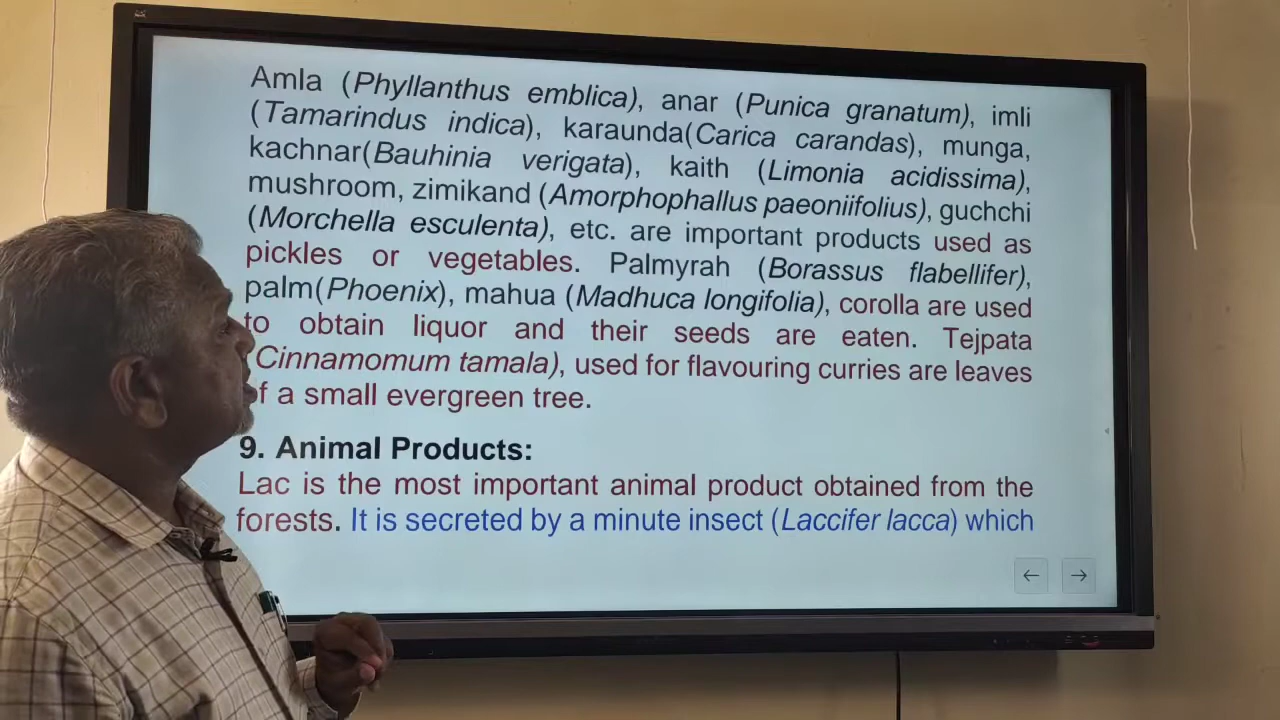 Amla (Phyllanthus emblica), anar (Punica granatum), imli
(Tamarindus indica), karaunda(Carica carandas), munga,
kachnar(Bauhinia verigata), kaith (Limonia acidissima),
mushroom, zimikand (Amorphophallus paeoniifolius), guchchi
(Morchella esculenta), etc. are important products used as
pickles or vegetables. Palmyrah (Borassus flabellifer),
palm(Phoenix), mahua (Madhuca longifolia), corolla are used
to obtain liquor and their seeds are eaten. Tejpata
(Cinnamomum tamala), used for flavouring curries are leaves
of a small evergreen tree.
9. Animal Products:
Lac is the most important animal product obtained from the
forests. It is secreted by a minute insect (Laccifer lacca) which